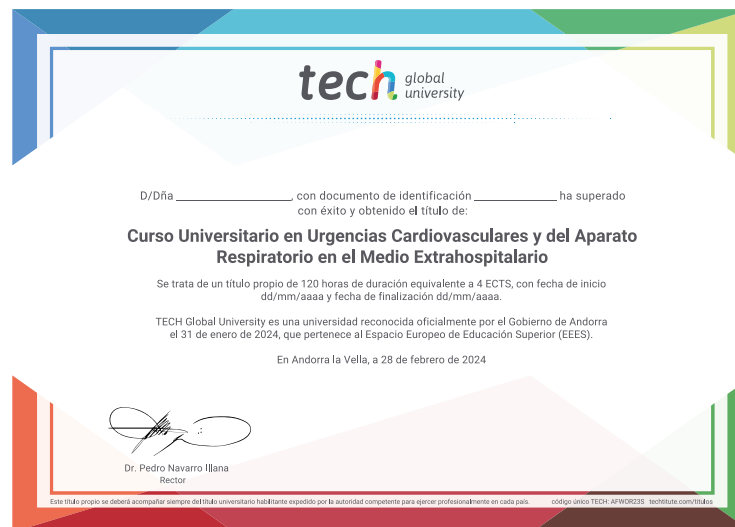 tech global university
D/Dña ____________________, con documento de identificación ______________ ha superado
con éxito y obtenido el título de:
Curso Universitario en Urgencias Cardiovasculares y del Aparato
Respiratorio en el Medio Extrahospitalario
Se trata de un título propio de 120 horas de duración equivalente a 4 ECTS, con fecha de inicio
dd/mm/aaaa y fecha de finalización dd/mm/aaaa.
TECH Global University es una universidad reconocida oficialmente por el Gobierno de Andorra
el 31 de enero de 2024, que pertenece al Espacio Europeo de Educación Superior (EEES).
En Andorra la Vella, a 28 de febrero de 2024
Dr. Pedro Navarro Illana
Rector
Este título propio se deberá acompañar siempre del título universitario habilitante expedido por la autoridad competente para ejercer profesionalmente en cada país. código único TECH: AFWOR23S techtitute.com/titulos